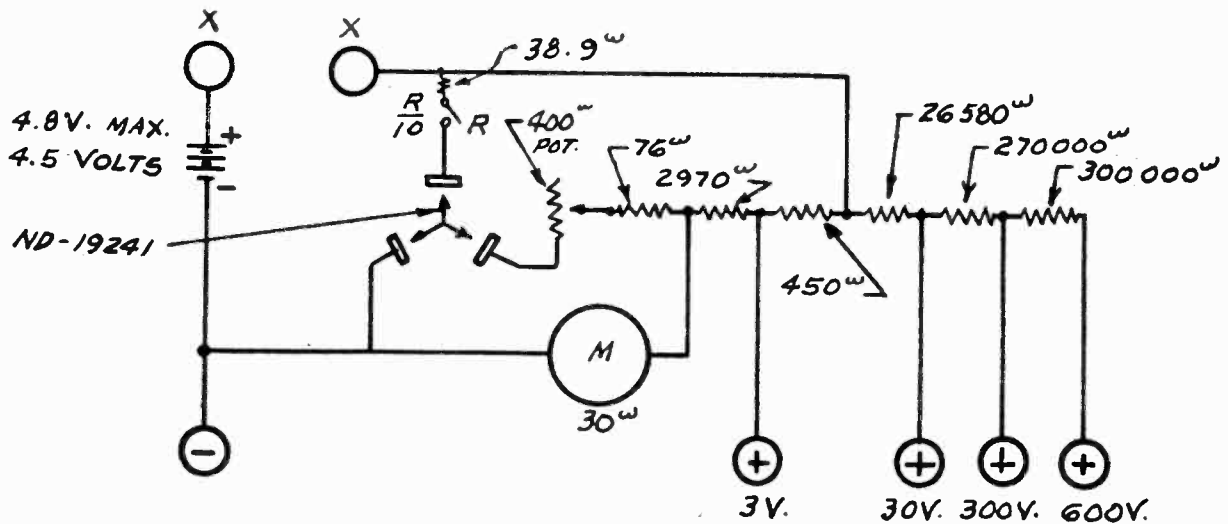 X
X
38.9ω
4.8V. MAX.
4.5 VOLTS
+
-
R
10
R
400ω
POT.
76ω
2970ω
26580ω
270000ω
300000ω
ND-19241
450ω
M
30ω
-
+
+
+
+
3V.
30V.
300V.
600V.